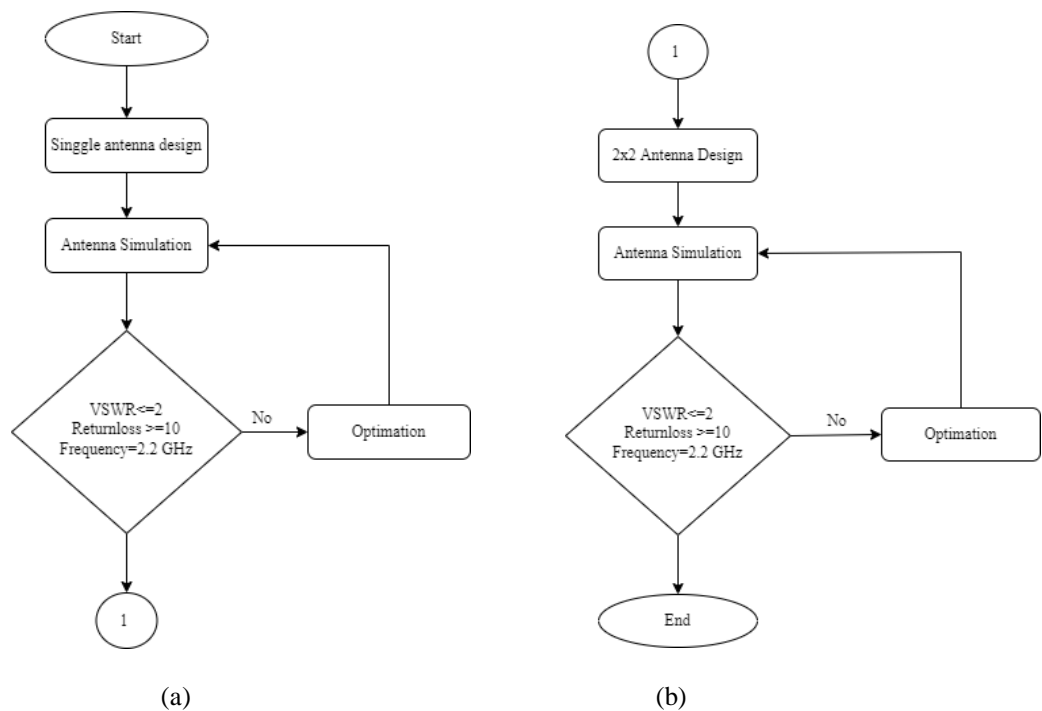 Start
Singgle antenna design
Antenna Simulation
VSWR<=2
Returnloss >=10
Frequency=2.2 GHz
No
Optimation
1
(a)
1
2x2 Antenna Design
Antenna Simulation
VSWR<=2
Returnloss >=10
Frequency=2.2 GHz
No
Optimation
End
(b)